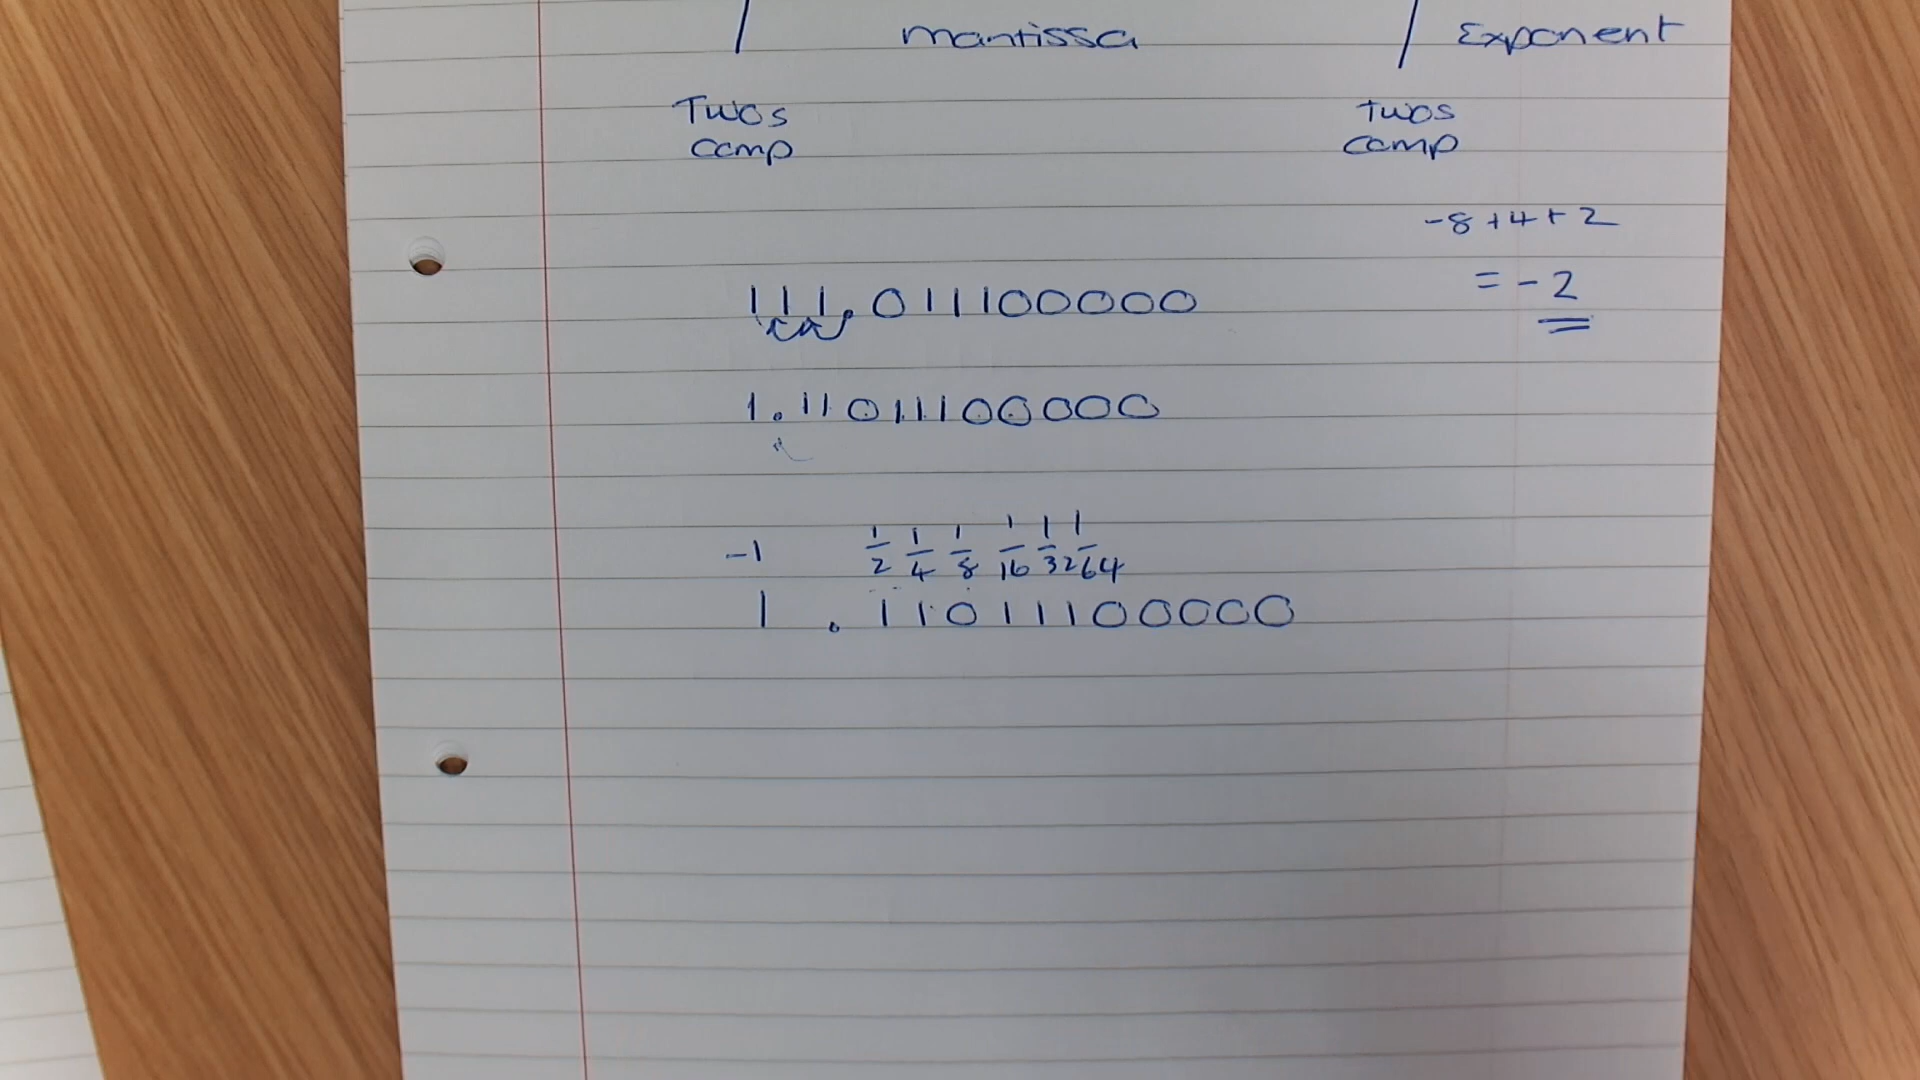 / mantissa / Exponent
Twos twos
comp comp
-8+4+2
= -2
111.011100000
1.11011100000
-1 1/2 1/4 1/8 1/16 1/32 1/64
1.11011100000